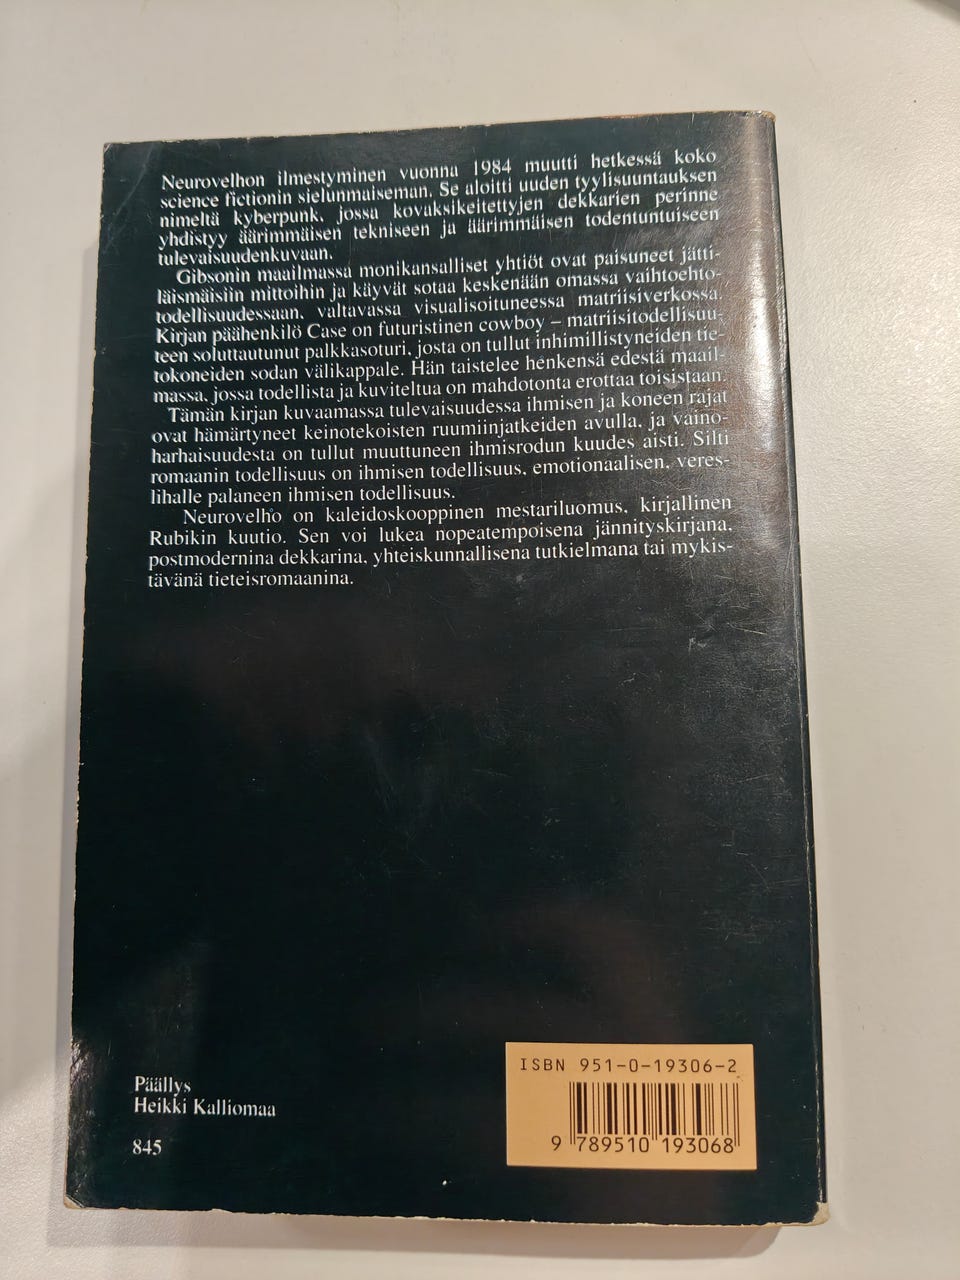 Neurovelhon ilmestyminen vuonna 1984 muutti hetkessä koko
science fictionin sielunmaiseman. Se aloitti uuden tyylisuuntauksen
nimeltä kyberpunk, jossa kovaksikeitettyjen dekkarien perinne
yhdistyy äärimmäisen tekniseen ja äärimmäisen todentuntuiseen
tulevaisuudenkuvaan.
Gibsonin maailmassa monikansalliset yhtiöt ovat paisuneet jätti-
läismäisiin mittoihin ja käyvät sotaa keskenään omassa vaihtoehto-
todellisuudessaan, valtavassa visualisoituneessa matriisiverkossa.
Kirjan päähenkilö Case on futuristinen cowboy – matriisitodellisuu-
teen soluttautunut palkkasoturi, josta on tullut inhimillistyneiden tie-
tokoneiden sodan välikappale. Hän taistelee henkensä edestä maail-
massa, jossa todellista ja kuviteltua on mahdotonta erottaa toisistaan.
Tämän kirjan kuvaamassa tulevaisuudessa ihmisen ja koneen rajat
ovat hämärtyneet keinotekoisten ruumiinjatkeiden avulla, ja vaino-
harhaisuudesta on tullut muuttuneen ihmisrodun kuudes aisti. Silti
romaanin todellisuus on ihmisen todellisuus, emotionaalisen, veres-
lihalle palaneen ihmisen todellisuus.
Neurovelho on kaleidoskooppinen mestariluomus, kirjallinen
Rubikin kuutio. Sen voi lukea nopeatempoisena jännityskirjana,
postmodernina dekkarina, yhteiskunnallisena tutkielmana tai mykis-
tävänä tieteisromaanina.
Päällys
Heikki Kalliomaa
845
ISBN 951-0-19306-2
9 789510 193068